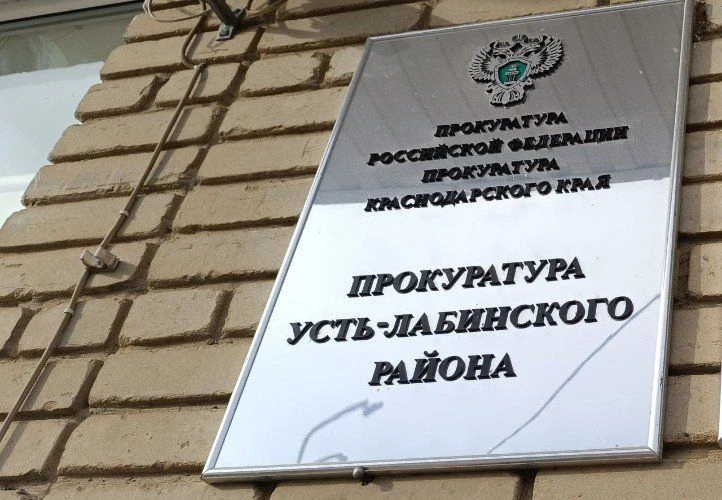 ПРОКУРАТУРА
РОССИЙСКОЙ ФЕДЕРАЦИИ
ПРОКУРАТУРА
КРАСНОДАРСКОГО КРАЯ
ПРОКУРАТУРА
УСТЬ-ЛАБИНСКОГО
РАЙОНА